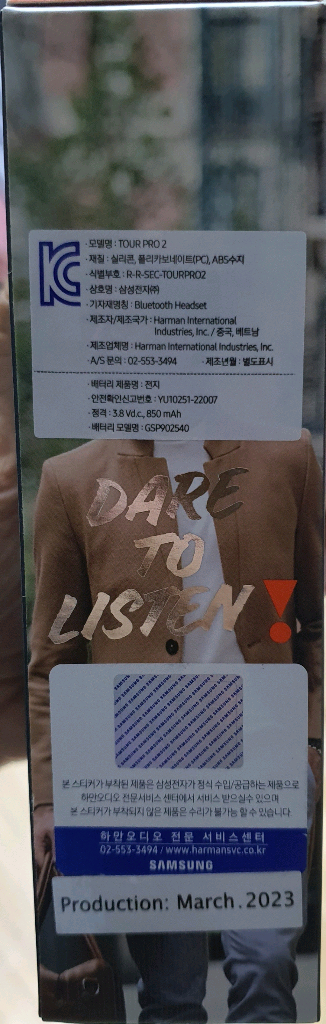 · 모델명 : TOUR PRO 2
· 재질 : 실리콘, 폴리카보네이트(PC), ABS수지
· 식별부호 : R-R-SEC-TOURPRO2
· 상호명 : 삼성전자㈜
· 기자재명칭 : Bluetooth Headset
· 제조자/제조국가 : Harman International
Industries, Inc. / 중국, 베트남
· 제조업체명 : Harman International Industries, Inc.
· A/S 문의 : 02-553-3494 · 제조년월 : 별도표시
· 배터리 제품명 : 전지
· 안전확인신고번호 : YU10251-22007
· 정격 : 3.8 Vd.c., 850 mAh
· 배터리 모델명 : GSP902540
DARE
TO
LISTEN!
SAMSUNG
본 스티커가 부착된 제품은 삼성전자가 정식 수입/공급하는 제품으로
하만오디오 전문서비스 센터에서 서비스 받으실수 있으며
본 스티커가 부착되지 않은 제품은 수리가 불가능 할 수 있습니다.
하만오디오 전문 서비스센터
02-553-3494 / www.harmansvc.co.kr
SAMSUNG
Production: March.2023